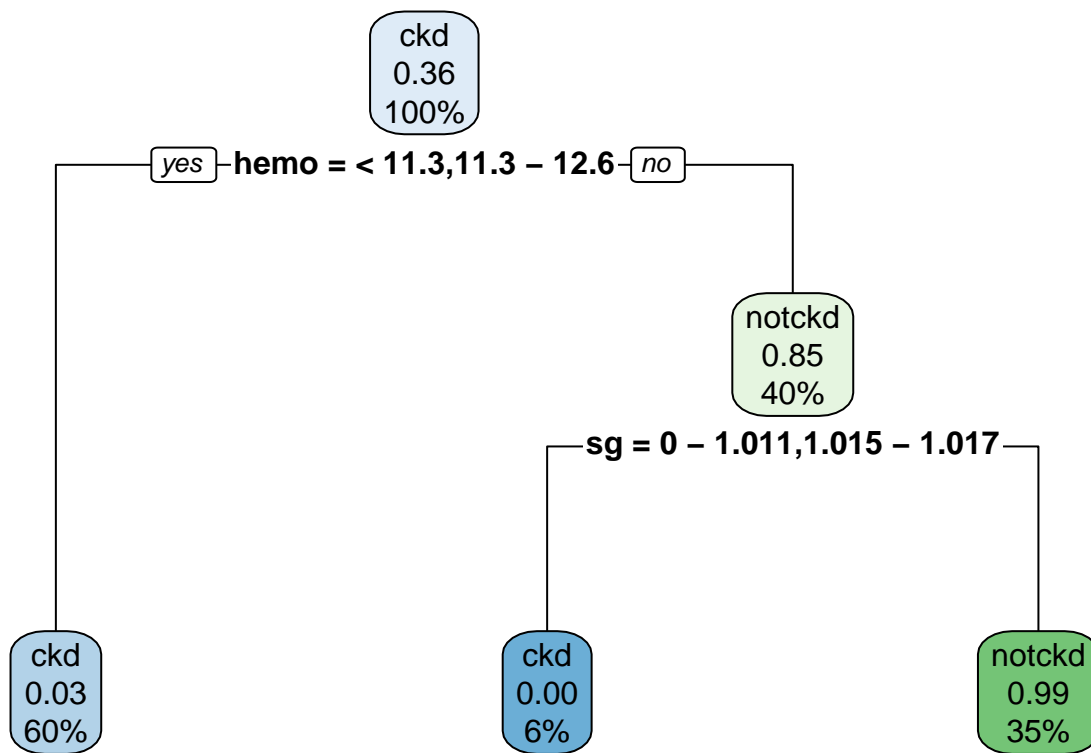 ckd
0.36
100%
yes hemo = < 11.3,11.3 − 12.6 no
notckd
0.85
40%
sg = 0 − 1.011,1.015 − 1.017
ckd
0.03
60%
ckd
0.00
6%
notckd
0.99
35%